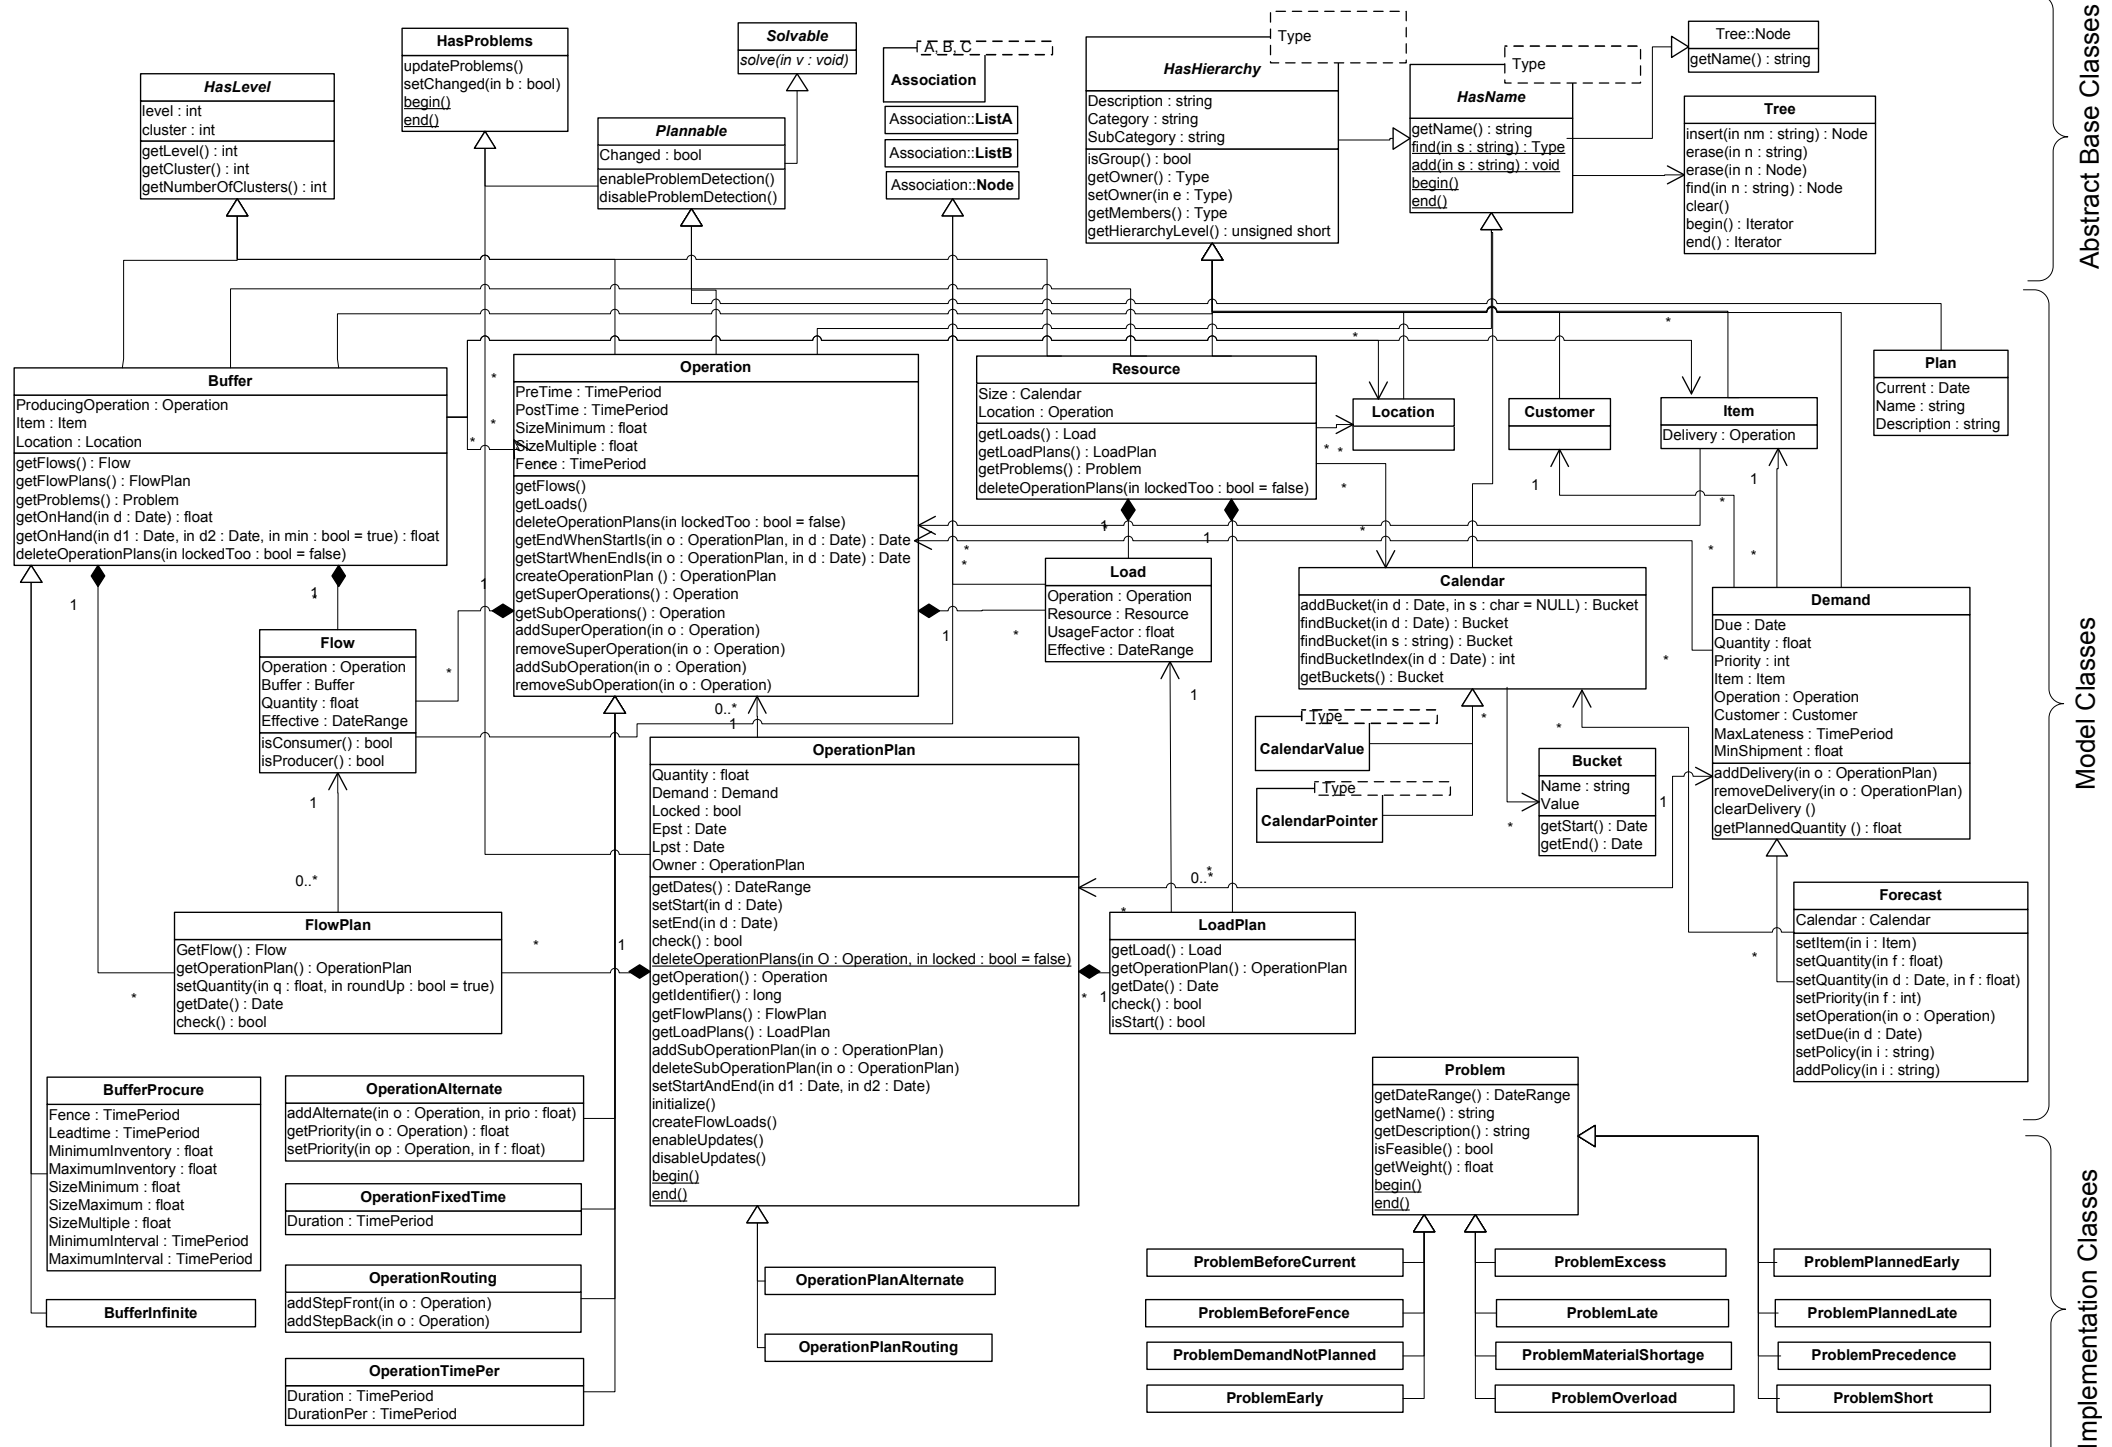 HasLevel
level : int
cluster : int
getLevel() : int
getCluster() : int
getNumberOfClusters() : int
HasProblems
updateProblems()
setChanged(in b : bool)
begin()
end()
Solvable
solve(in v : void)
Plannable
Changed : bool
enableProblemDetection()
disableProblemDetection()
A, B, C
Association
Association::ListA
Association::ListB
Association::Node
Type
HasHierarchy
Description : string
Category : string
SubCategory : string
isGroup() : bool
getOwner() : Type
setOwner(in e : Type)
getMembers() : Type
getHierarchyLevel() : unsigned short
Type
HasName
getName() : string
find(in s : string) : Type
add(in s : string) : void
begin()
end()
Tree::Node
getName() : string
Tree
insert(in nm : string) : Node
erase(in n : string)
erase(in n : Node)
find(in n : string) : Node
clear()
begin() : Iterator
end() : Iterator
Abstract Base Classes
Buffer
ProducingOperation : Operation
Item : Item
Location : Location
getFlows() : Flow
getFlowPlans() : FlowPlan
getProblems() : Problem
getOnHand(in d : Date) : float
getOnHand(in d1 : Date, in d2 : Date, in min : bool = true) : float
deleteOperationPlans(in lockedToo : bool = false)
Operation
PreTime : TimePeriod
PostTime : TimePeriod
SizeMinimum : float
SizeMultiple : float
Fence : TimePeriod
getFlows()
getLoads()
deleteOperationPlans(in lockedToo : bool = false)
getEndWhenStartIs(in o : OperationPlan, in d : Date) : Date
getStartWhenEndIs(in o : OperationPlan, in d : Date) : Date
createOperationPlan () : OperationPlan
getSuperOperations() : Operation
getSubOperations() : Operation
addSuperOperation(in o : Operation)
removeSuperOperation(in o : Operation)
addSubOperation(in o : Operation)
removeSubOperation(in o : Operation)
Resource
Size : Calendar
Location : Operation
getLoads() : Load
getLoadPlans() : LoadPlan
getProblems() : Problem
deleteOperationPlans(in lockedToo : bool = false)
Location
Customer
Item
Delivery : Operation
Plan
Current : Date
Name : string
Description : string
Flow
Operation : Operation
Buffer : Buffer
Quantity : float
Effective : DateRange
isConsumer() : bool
isProducer() : bool
Load
Operation : Operation
Resource : Resource
UsageFactor : float
Effective : DateRange
Calendar
addBucket(in d : Date, in s : char = NULL) : Bucket
findBucket(in d : Date) : Bucket
findBucket(in s : string) : Bucket
findBucketIndex(in d : Date) : int
getBuckets() : Bucket
Type
CalendarValue
Type
CalendarPointer
Bucket
Name : string
Value
getStart() : Date
getEnd() : Date
Demand
Due : Date
Quantity : float
Priority : int
Item : Item
Operation : Operation
Customer : Customer
MaxLateness : TimePeriod
MinShipment : float
addDelivery(in o : OperationPlan)
removeDelivery(in o : OperationPlan)
clearDelivery ()
getPlannedQuantity () : float
Forecast
Calendar : Calendar
setItem(in i : Item)
setQuantity(in f : float)
setQuantity(in d : Date, in f : float)
setPriority(in f : int)
setOperation(in o : Operation)
setDue(in d : Date)
setPolicy(in i : string)
addPolicy(in i : string)
Model Classes
OperationPlan
Quantity : float
Demand : Demand
Locked : bool
Epst : Date
Lpst : Date
Owner : OperationPlan
getDates() : DateRange
setStart(in d : Date)
setEnd(in d : Date)
check() : bool
deleteOperationPlans(in O : Operation, in locked : bool = false)
getOperation() : Operation
getIdentifier() : long
getFlowPlans() : FlowPlan
getLoadPlans() : LoadPlan
addSubOperationPlan(in o : OperationPlan)
deleteSubOperationPlan(in o : OperationPlan)
setStartAndEnd(in d1 : Date, in d2 : Date)
initialize()
createFlowLoads()
enableUpdates()
disableUpdates()
begin()
end()
FlowPlan
GetFlow() : Flow
getOperationPlan() : OperationPlan
setQuantity(in q : float, in roundUp : bool = true)
getDate() : Date
check() : bool
LoadPlan
getLoad() : Load
getOperationPlan() : OperationPlan
getDate() : Date
check() : bool
isStart() : bool
0..*
0..*
0..*
BufferProcure
Fence : TimePeriod
Leadtime : TimePeriod
MinimumInventory : float
MaximumInventory : float
SizeMinimum : float
SizeMaximum : float
SizeMultiple : float
MinimumInterval : TimePeriod
MaximumInterval : TimePeriod
BufferInfinite
OperationAlternate
addAlternate(in o : Operation, in prio : float)
getPriority(in o : Operation) : float
setPriority(in op : Operation, in f : float)
OperationFixedTime
Duration : TimePeriod
OperationRouting
addStepFront(in o : Operation)
addStepBack(in o : Operation)
OperationTimePer
Duration : TimePeriod
DurationPer : TimePeriod
OperationPlanAlternate
OperationPlanRouting
Problem
getDateRange() : DateRange
getName() : string
getDescription() : string
isFeasible() : bool
getWeight() : float
begin()
end()
ProblemBeforeCurrent
ProblemBeforeFence
ProblemDemandNotPlanned
ProblemEarly
ProblemExcess
ProblemLate
ProblemMaterialShortage
ProblemOverload
ProblemPlannedEarly
ProblemPlannedLate
ProblemPrecedence
ProblemShort
Implementation Classes